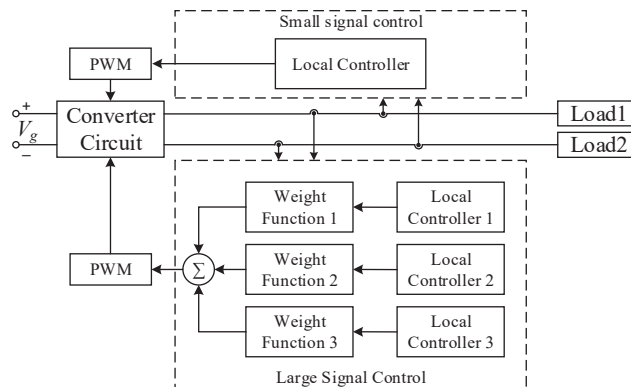 Small signal control
PWM
Local Controller
+
V_g
−
Converter
Circuit
Load1
Load2
Weight
Function 1
Local
Controller 1
PWM
Σ
Weight
Function 2
Local
Controller 2
Weight
Function 3
Local
Controller 3
Large Signal Control